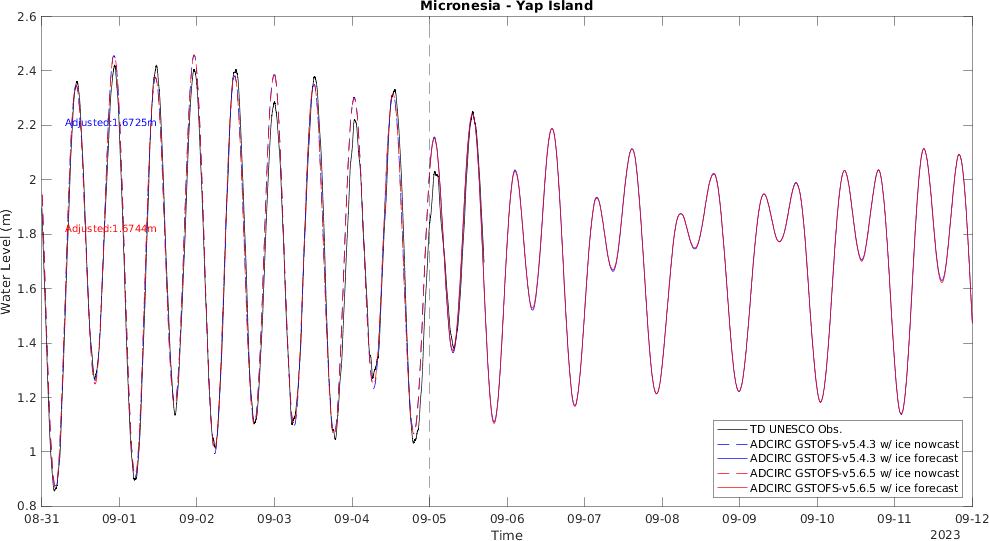 Micronesia - Yap Island
2.6
2.4
2.2
2
1.8
1.6
1.4
1.2
1
0.8
Water Level (m)
Adjusted:1.6725m
Adjusted:1.6744m
TD UNESCO Obs.
ADCIRC GSTOFS-v5.4.3 w/ ice nowcast
ADCIRC GSTOFS-v5.4.3 w/ ice forecast
ADCIRC GSTOFS-v5.6.5 w/ ice nowcast
ADCIRC GSTOFS-v5.6.5 w/ ice forecast
08-31 09-01 09-02 09-03 09-04 09-05 09-06 09-07 09-08 09-09 09-10 09-11 09-12
Time
2023